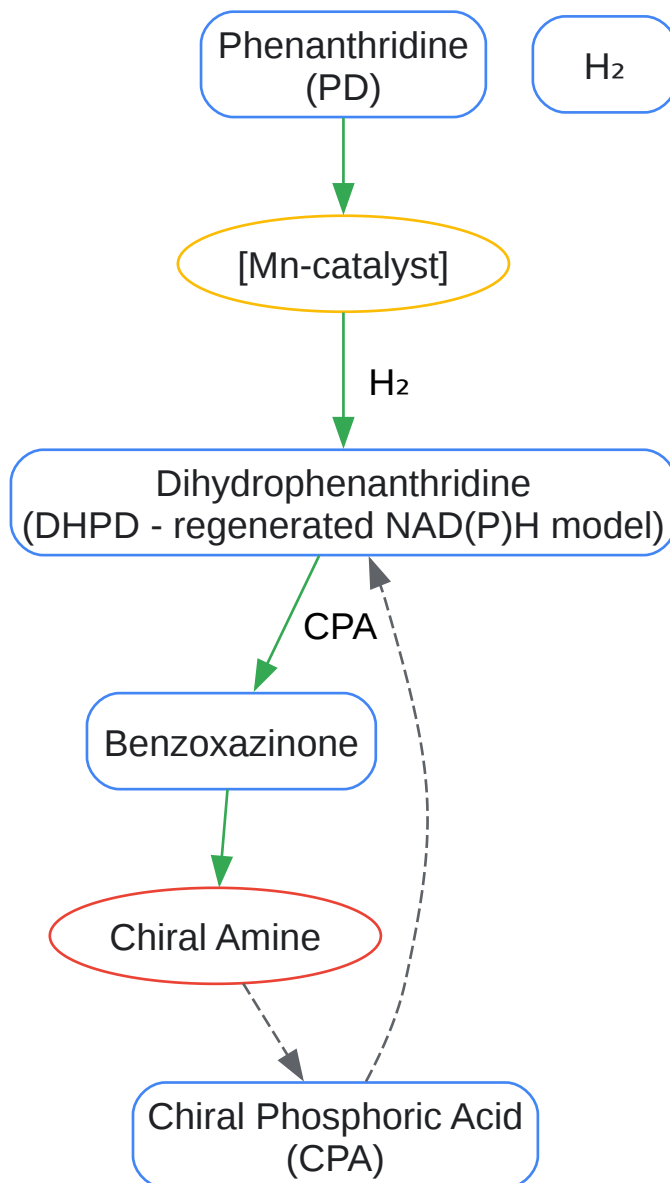 Phenanthridine
(PD)
H₂
[Mn-catalyst]
H₂
Dihydrophenanthridine
(DHPD - regenerated NAD(P)H model)
CPA
Benzoxazinone
Chiral Amine
Chiral Phosphoric Acid
(CPA)